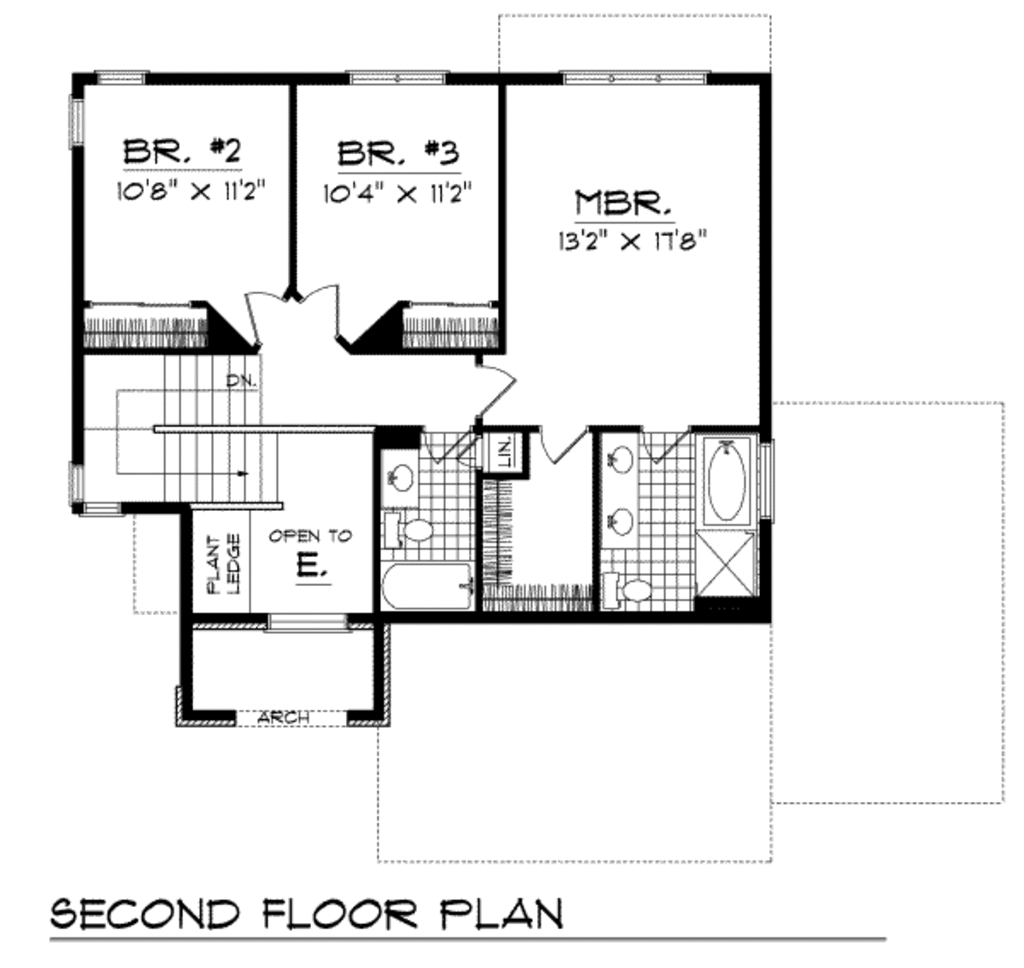 BR. #2
10'8" X 11'2"
BR. #3
10'4" X 11'2"
MBR.
13'2" X 17'8"
DN.
LIN.
PLANT
LEDGE
OPEN TO
E.
ARCH
SECOND FLOOR PLAN